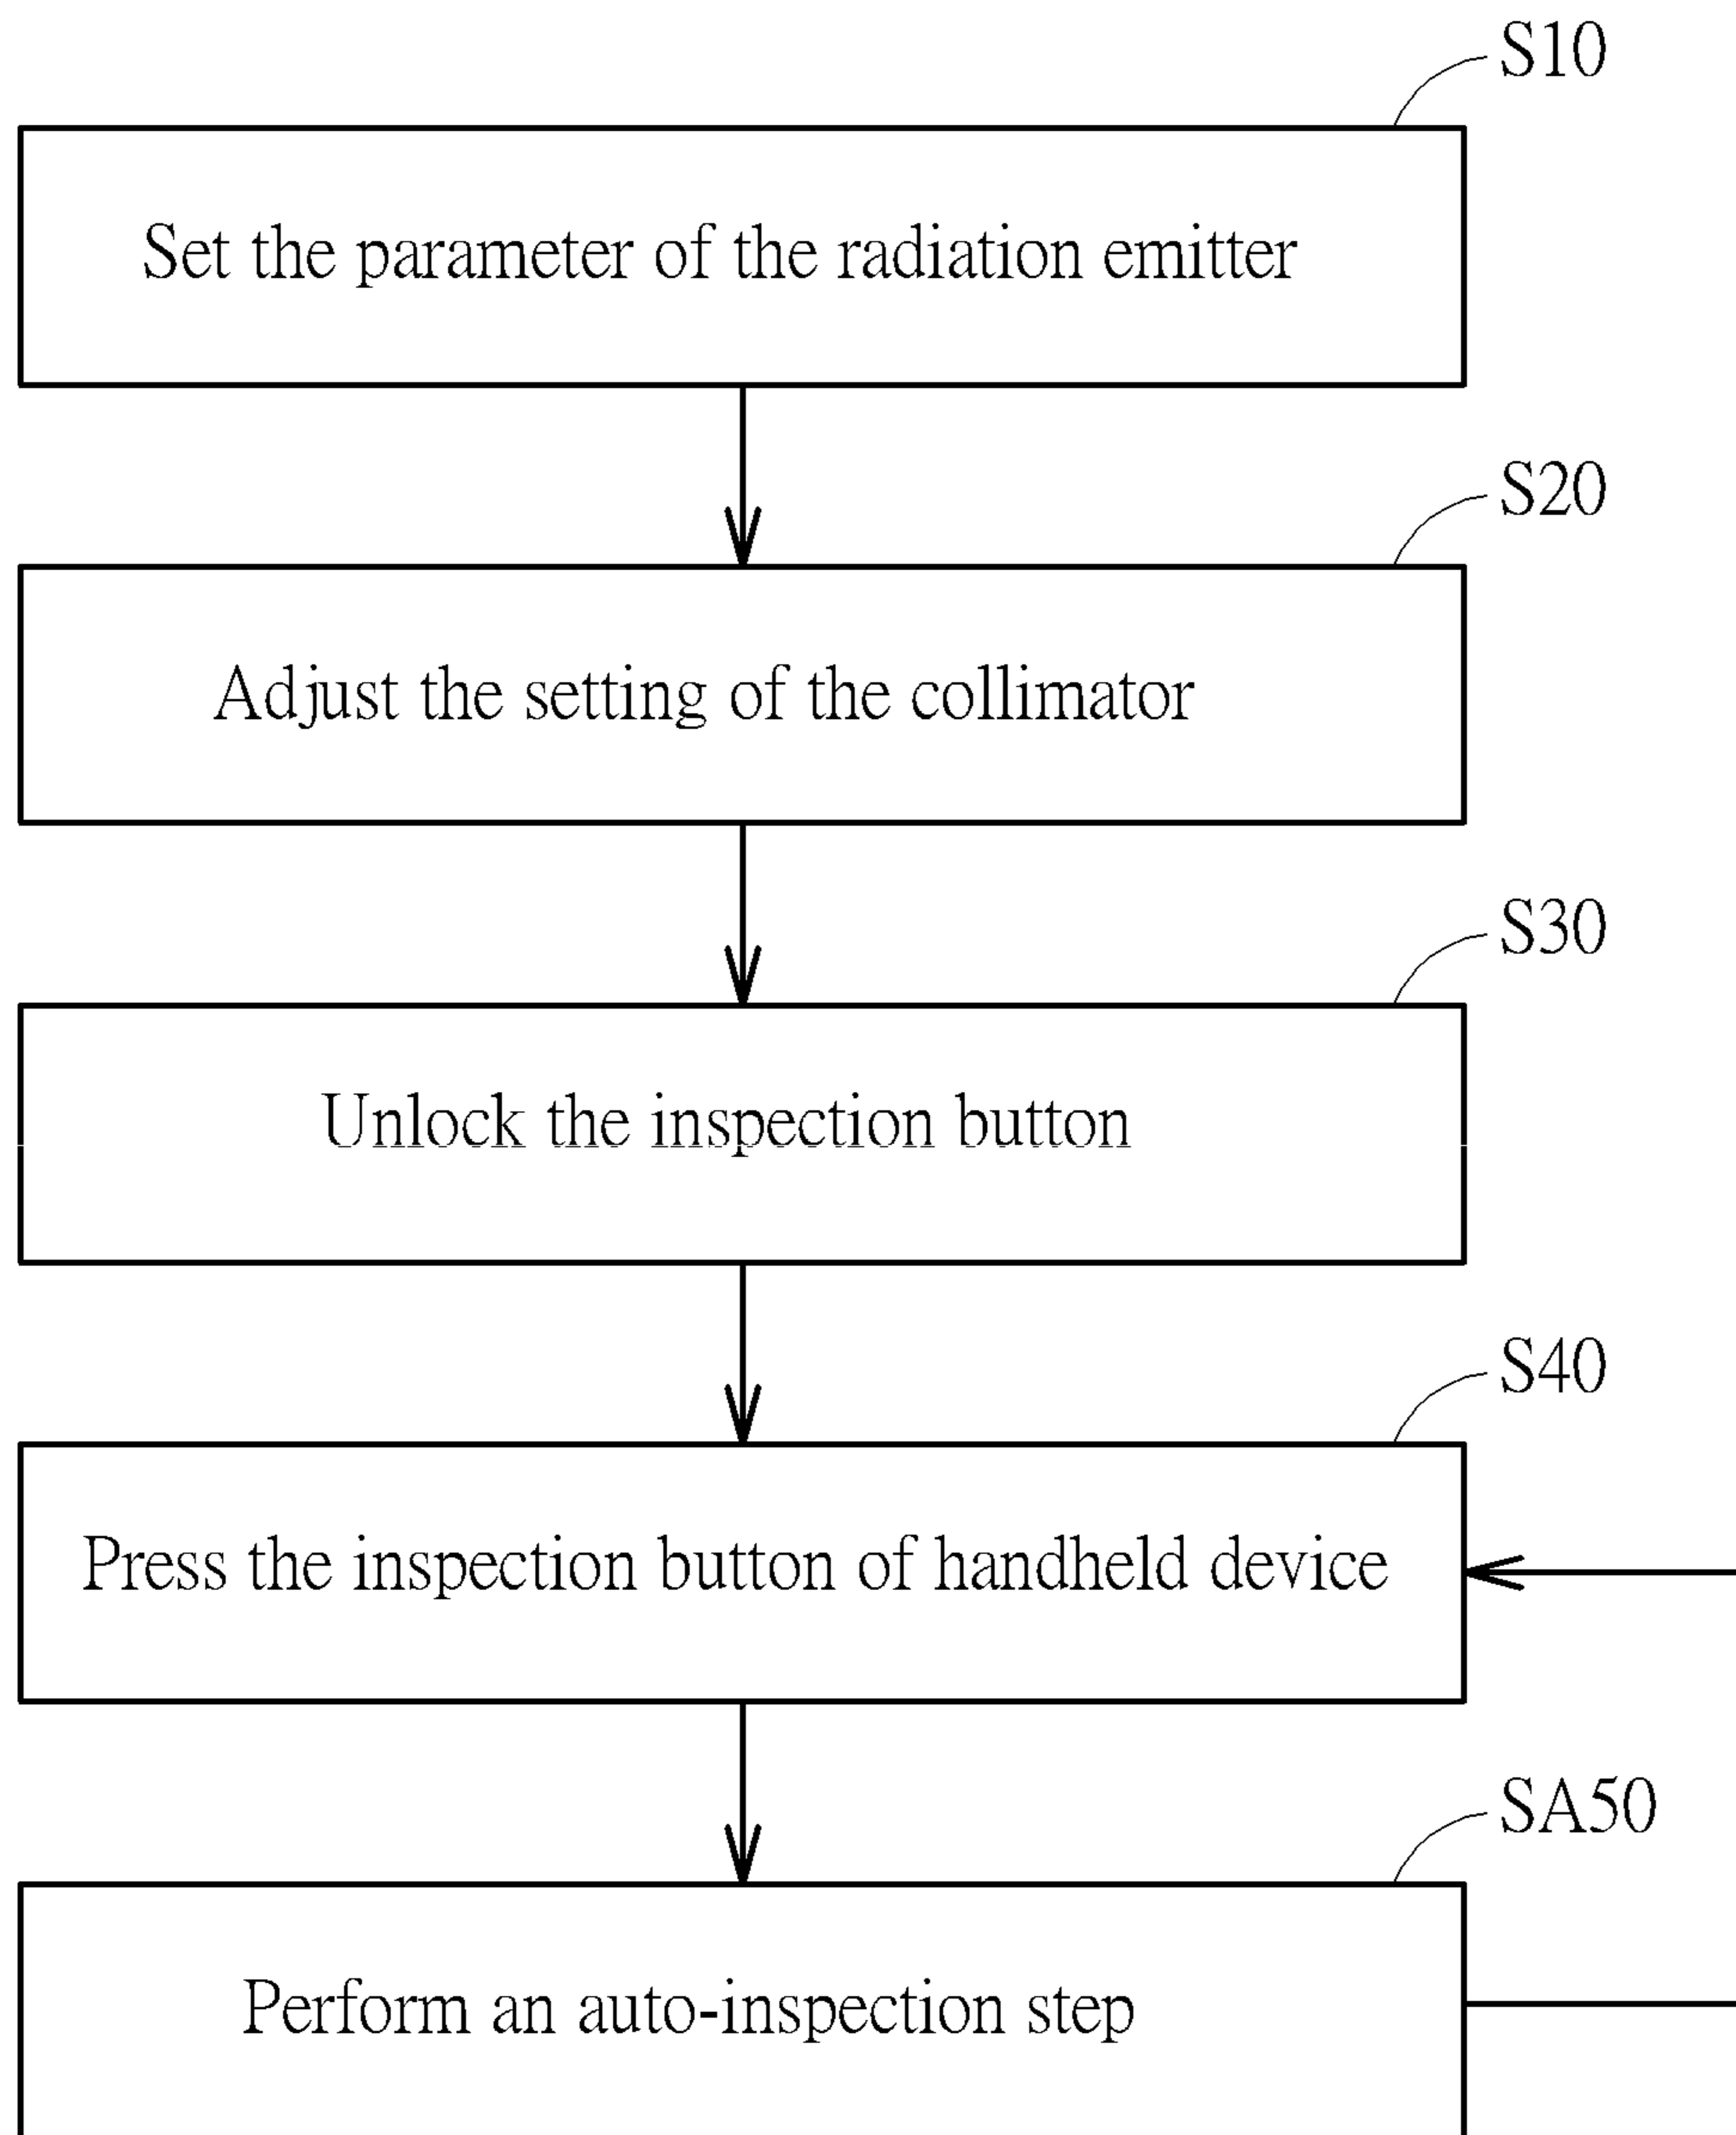 S10
Set the parameter of the radiation emitter
S20
Adjust the setting of the collimator
S30
Unlock the inspection button
S40
Press the inspection button of handheld device
SA50
Perform an auto-inspection step